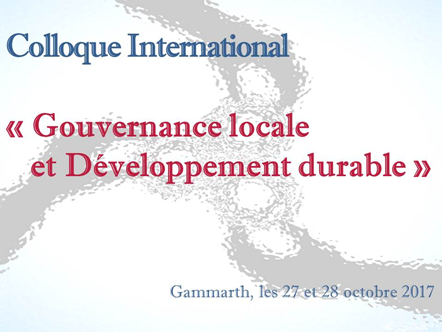 Colloque International
« Gouvernance locale
et Développement durable »
Gammarth, les 27 et 28 octobre 2017